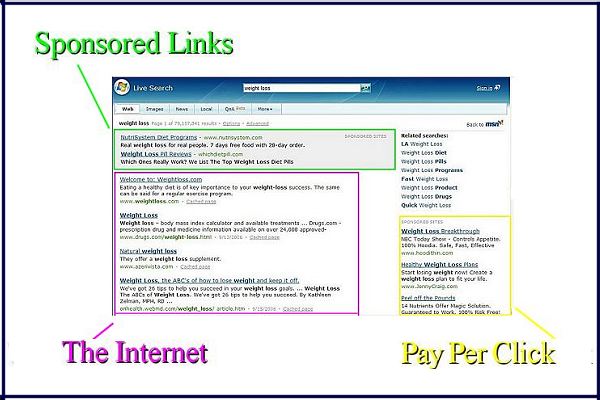 Sponsored Links
Live Search
weight loss
Sign in
Web Images News Local QnA Beta More▾
weight loss Page 1 of 79,137,041 results • Options • Advanced
Back to msn
NutriSystem Diet Programs - www.nutrisystem.com SPONSORED SITES
Real weight loss for real people. 7 days free food with 28-day order.
Weight Loss Pill Reviews - whichdietpill.com
Which Ones Really Work? We List The Top Weight Loss Diet Pills
Related searches:
LA Weight Loss
Weight Loss Diet
Weight Loss Pills
Weight Loss Programs
Fast Weight Loss
Weight Loss Product
Weight Loss Drugs
Quick Weight Loss
Welcome to: Weightloss.com
Eating a healthy diet is of key importance to your weight-loss success. The same
can be said for a regular exercise program.
www.weightloss.com • Cached page
Weight Loss
Weight loss – body mass index calculator and available treatments ... Drugs.com -
prescription drug and medicine information available on over 24,000 approved-
www.drugs.com/weight-loss.html • Cached page
Natural weight loss
They offer a weight loss supplement.
www.azenvista.com • Cached page
Weight Loss, the ABC's of how to lose weight and keep it off.
We've got 26 tips to help you succeed in your weight loss goals. ... Weight Loss
The ABCs of Weight Loss. We've got 26 tips to help you succeed. By Kathleen
Zelman, MPH, RD ...
onhealth.webmd.com/weight_loss/ article.htm • Cached page
SPONSORED SITES
Weight Loss Breakthrough
NBC Today Show - Controls Appetite.
100% Hooda. Safe, Fast, Effective
www.hoodithin.com
Healthy Weight Loss Plans
Start losing weight now! Create a
weight loss plan to fit your life.
www.JennyCraig.com
Peel off the Pounds
14 Nutrients Offer Magic Solution.
Guaranteed to Work. 100% Risk Free!
The Internet
Pay Per Click